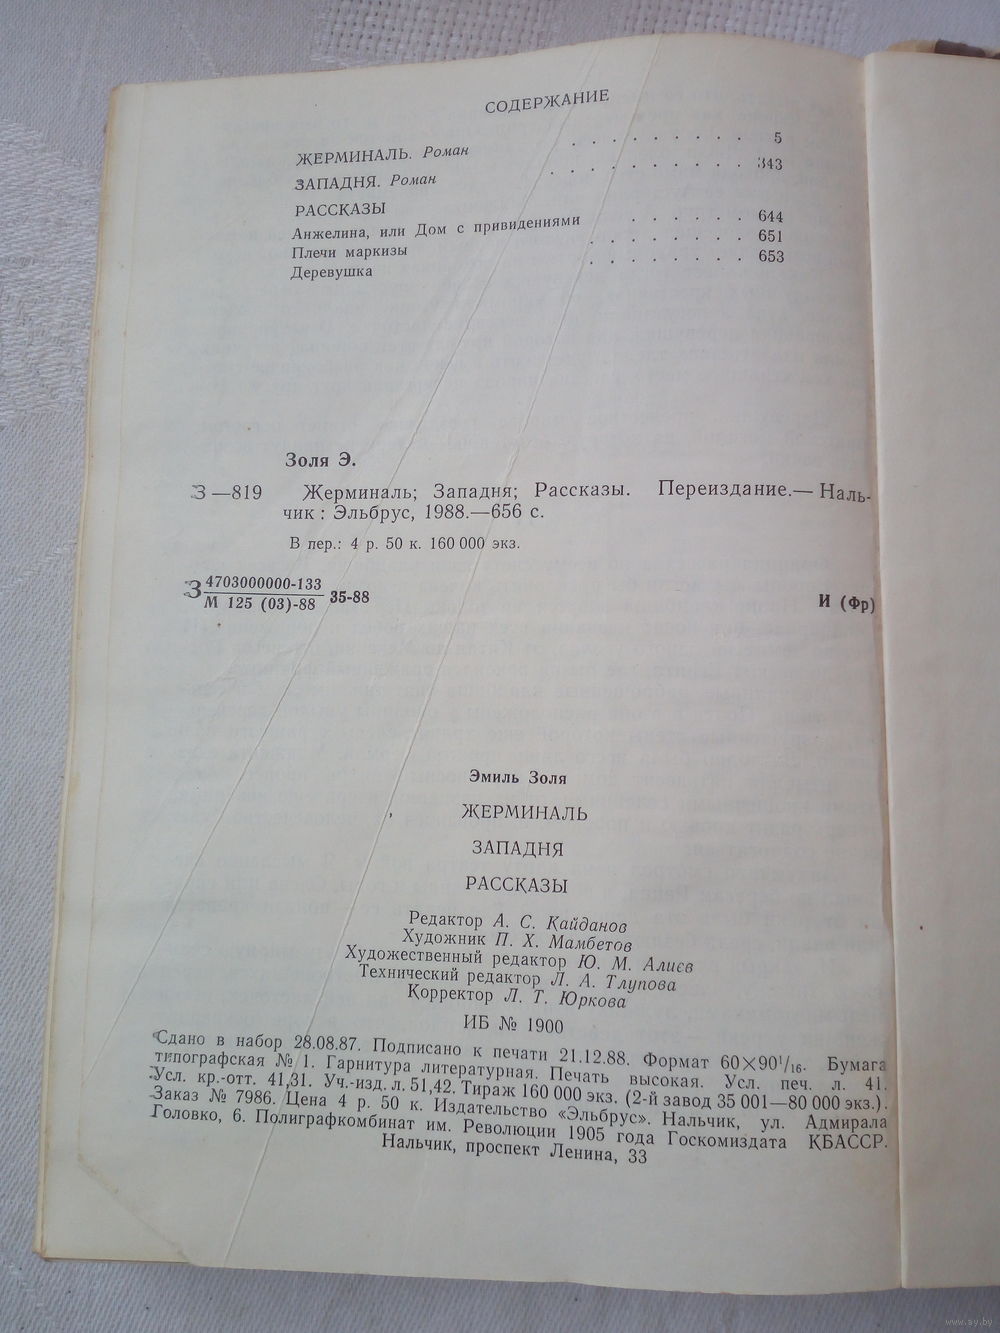 СОДЕРЖАНИЕ
ЖЕРМИНАЛЬ. Роман . . . . . . . . . 5
ЗАПАДНЯ. Роман . . . . . . . . . . 343
РАССКАЗЫ
Анжелина, или Дом с привидениями . . . . . . 644
Плечи маркизы . . . . . . . . 651
Деревушка . . . . . . . . 653
Золя Э.
З—819 Жерминаль; Западня; Рассказы. Переиздание.— Наль-
чик : Эльбрус, 1988.—656 с.
В пер.: 4 р. 50 к. 160 000 экз.
З 4703000000-133
М 125 (03)-88 35-88 И (Фр)
Эмиль Золя
ЖЕРМИНАЛЬ
ЗАПАДНЯ
РАССКАЗЫ
Редактор А. С. Кайданов
Художник П. Х. Мамбетов
Художественный редактор Ю. М. Алиев
Технический редактор Л. А. Тлупова
Корректор Л. Т. Юркова
ИБ № 1900
Сдано в набор 28.08.87. Подписано к печати 21.12.88. Формат 60×90¹/₁₆. Бумага
типографская № 1. Гарнитура литературная. Печать высокая. Усл. печ. л. 41.
Усл. кр.-отт. 41,31. Уч.-изд. л. 51,42. Тираж 160 000 экз. (2-й завод 35 001—80 000 экз.).
Заказ № 7986. Цена 4 р. 50 к. Издательство «Эльбрус». Нальчик, ул. Адмирала
Головко, 6. Полиграфкомбинат им. Революции 1905 года Госкомиздата КБАССР.
Нальчик, проспект Ленина, 33
www.ay.by